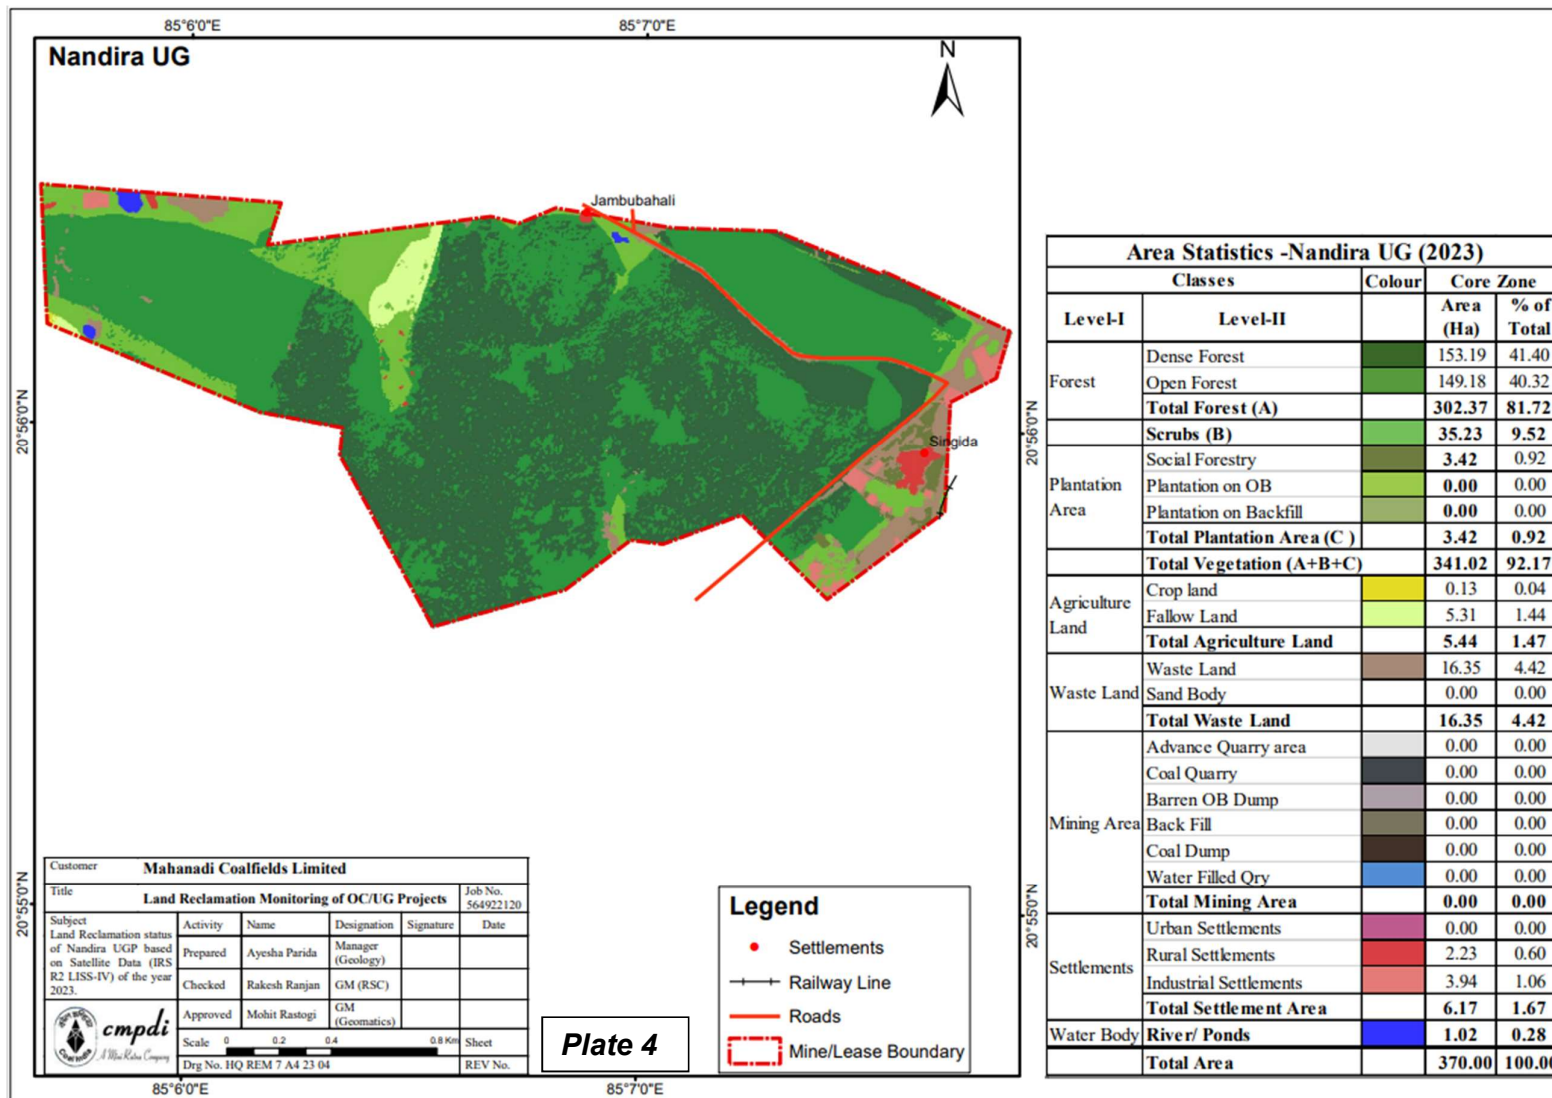 85°6'0"E
85°7'0"E
Nandira UG
N
Jambubahali
Singida
20°56'0"N
20°56'0"N
20°55'0"N
20°55'0"N
85°6'0"E
85°7'0"E
Customer Mahanadi Coalfields Limited
Title Land Reclamation Monitoring of OC/UG Projects Job No. 564922120
Subject
Land Reclamation status
of Nandira UGP based
on Satellite Data (IRS
R2 LISS-IV) of the year
2023.
Activity Name Designation Signature Date
Prepared Ayesha Parida Manager (Geology)
Checked Rakesh Ranjan GM (RSC)
Approved Mohit Rastogi GM (Geomatics)
cmpdi
A Mini Ratna Company
Scale 0 0.2 0.4 0.8 Km Sheet
Drg No. HQ REM 7 A4 23 04 REV No.
Plate 4
Legend
Settlements
Railway Line
Roads
Mine/Lease Boundary
Area Statistics -Nandira UG (2023)
Classes Colour Core Zone
Level-I Level-II Area (Ha) % of Total
Forest
Dense Forest 153.19 41.40
Open Forest 149.18 40.32
Total Forest (A) 302.37 81.72
Scrubs (B) 35.23 9.52
Plantation Area
Social Forestry 3.42 0.92
Plantation on OB 0.00 0.00
Plantation on Backfill 0.00 0.00
Total Plantation Area (C ) 3.42 0.92
Total Vegetation (A+B+C) 341.02 92.17
Agriculture Land
Crop land 0.13 0.04
Fallow Land 5.31 1.44
Total Agriculture Land 5.44 1.47
Waste Land
Waste Land 16.35 4.42
Sand Body 0.00 0.00
Total Waste Land 16.35 4.42
Mining Area
Advance Quarry area 0.00 0.00
Coal Quarry 0.00 0.00
Barren OB Dump 0.00 0.00
Back Fill 0.00 0.00
Coal Dump 0.00 0.00
Water Filled Qry 0.00 0.00
Total Mining Area 0.00 0.00
Settlements
Urban Settlements 0.00 0.00
Rural Settlements 2.23 0.60
Industrial Settlements 3.94 1.06
Total Settlement Area 6.17 1.67
Water Body River/ Ponds 1.02 0.28
Total Area 370.00 100.00